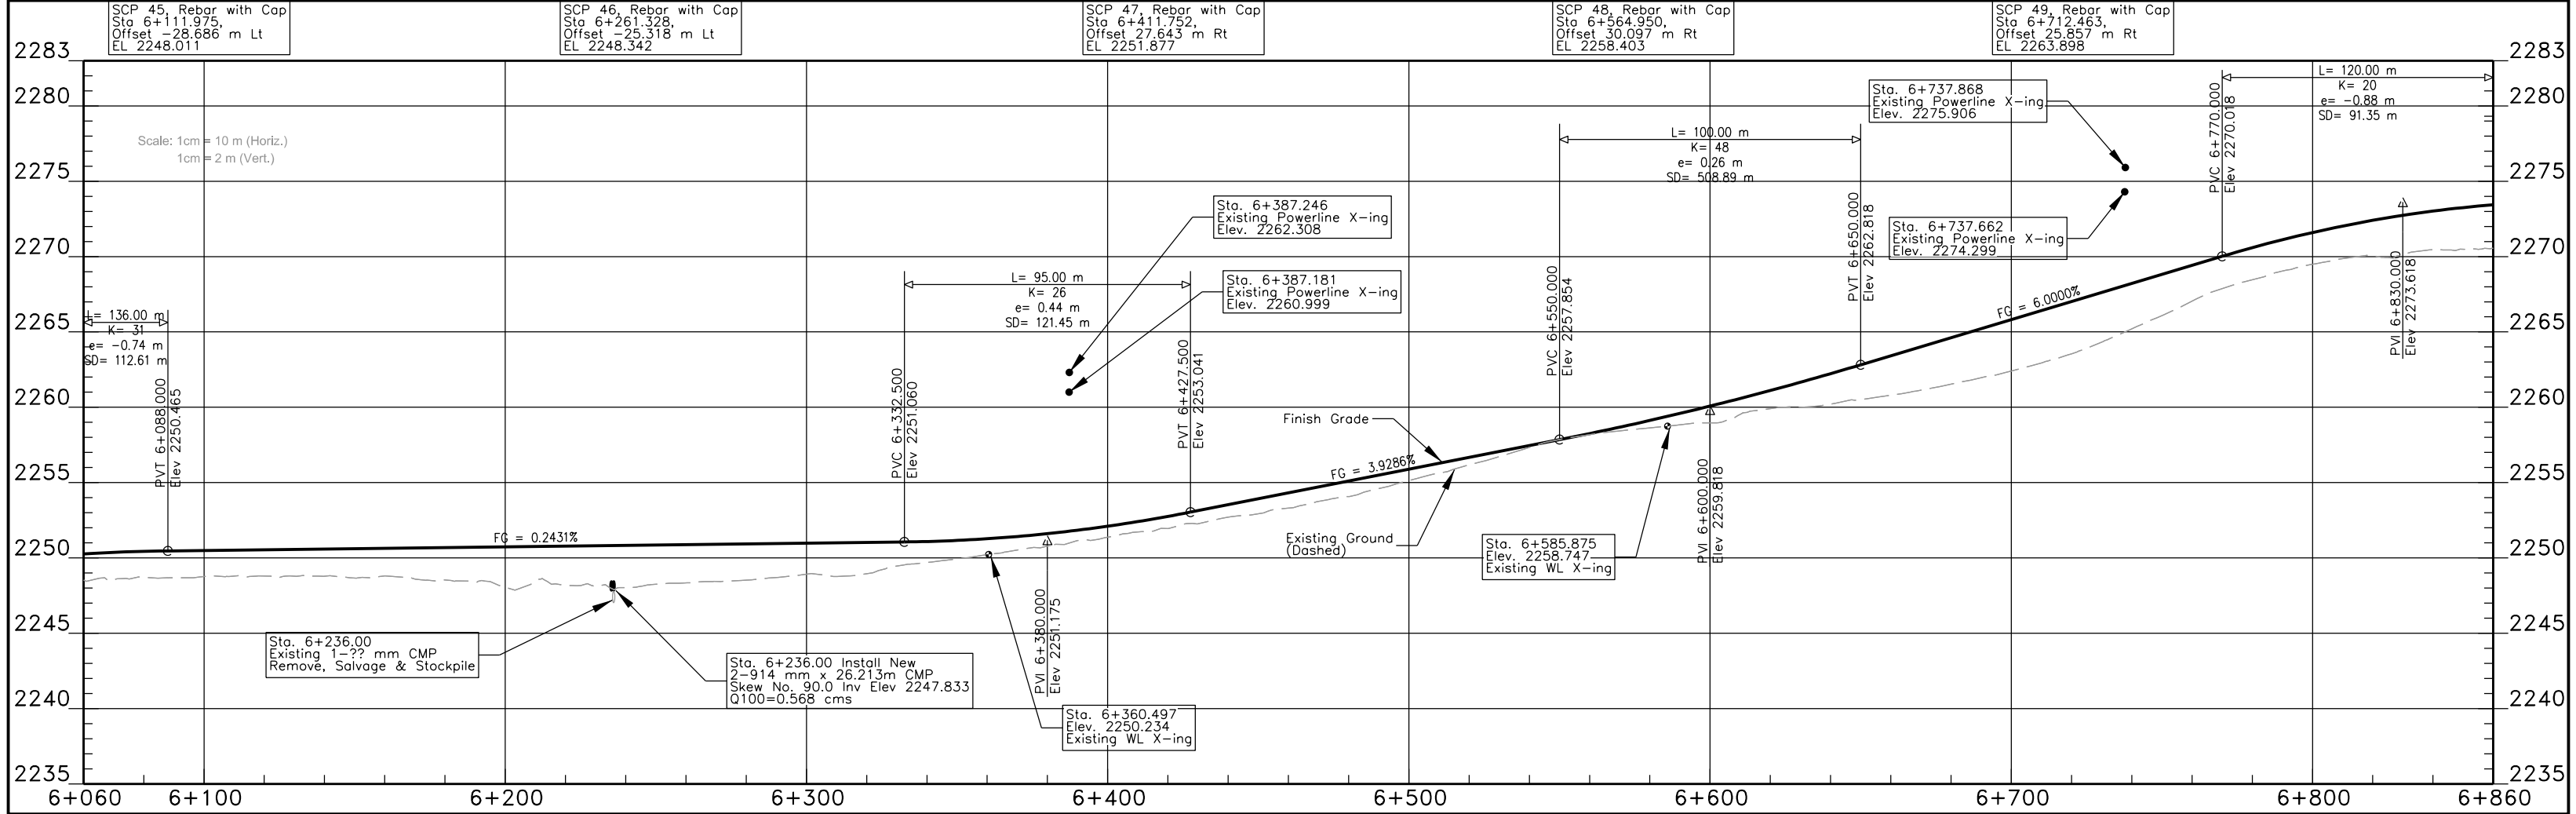 SCP 45, Rebar with Cap
Sta 6+111.975,
Offset -28.686 m Lt
EL 2248.011
SCP 46, Rebar with Cap
Sta 6+261.328,
Offset -25.318 m Lt
EL 2248.342
SCP 47, Rebar with Cap
Sta 6+411.752,
Offset 27.643 m Rt
EL 2251.877
SCP 48, Rebar with Cap
Sta 6+564.950,
Offset 30.097 m Rt
EL 2258.403
SCP 49, Rebar with Cap
Sta 6+712.463,
Offset 25.857 m Rt
EL 2263.898
2283
2280
2275
2270
2265
2260
2255
2250
2245
2240
2235
Scale: 1cm = 10 m (Horiz.)
1cm = 2 m (Vert.)
L= 136.00 m
K= 31
e= -0.74 m
SD= 112.61 m
PVT 6+088.000
Elev 2250.465
FG = 0.2431%
Sta. 6+236.00
Existing 1-?? mm CMP
Remove, Salvage & Stockpile
Sta. 6+236.00 Install New
2-914 mm x 26.213m CMP
Skew No. 90.0 Inv Elev 2247.833
Q100=0.568 cms
L= 95.00 m
K= 26
e= 0.44 m
SD= 121.45 m
PVC 6+332.500
Elev 2251.060
PVI 6+380.000
Elev 2251.175
PVT 6+427.500
Elev 2253.041
Sta. 6+387.246
Existing Powerline X-ing
Elev. 2262.308
Sta. 6+387.181
Existing Powerline X-ing
Elev. 2260.999
Sta. 6+360.497
Elev. 2250.234
Existing WL X-ing
Finish Grade
FG = 3.9286%
Existing Ground
(Dashed)
Sta. 6+585.875
Elev. 2258.747
Existing WL X-ing
L= 100.00 m
K= 48
e= 0.26 m
SD= 508.89 m
PVC 6+550.000
Elev 2257.854
PVI 6+600.000
Elev 2259.818
PVT 6+650.000
Elev 2262.818
Sta. 6+737.868
Existing Powerline X-ing
Elev. 2275.906
Sta. 6+737.662
Existing Powerline X-ing
Elev. 2274.299
FG = 6.0000%
L= 120.00 m
K= 20
e= -0.88 m
SD= 91.35 m
PVC 6+770.000
Elev 2270.018
PVI 6+830.000
Elev 2273.618
2283
2280
2275
2270
2265
2260
2255
2250
2245
2240
2235
6+060 6+100 6+200 6+300 6+400 6+500 6+600 6+700 6+800 6+860